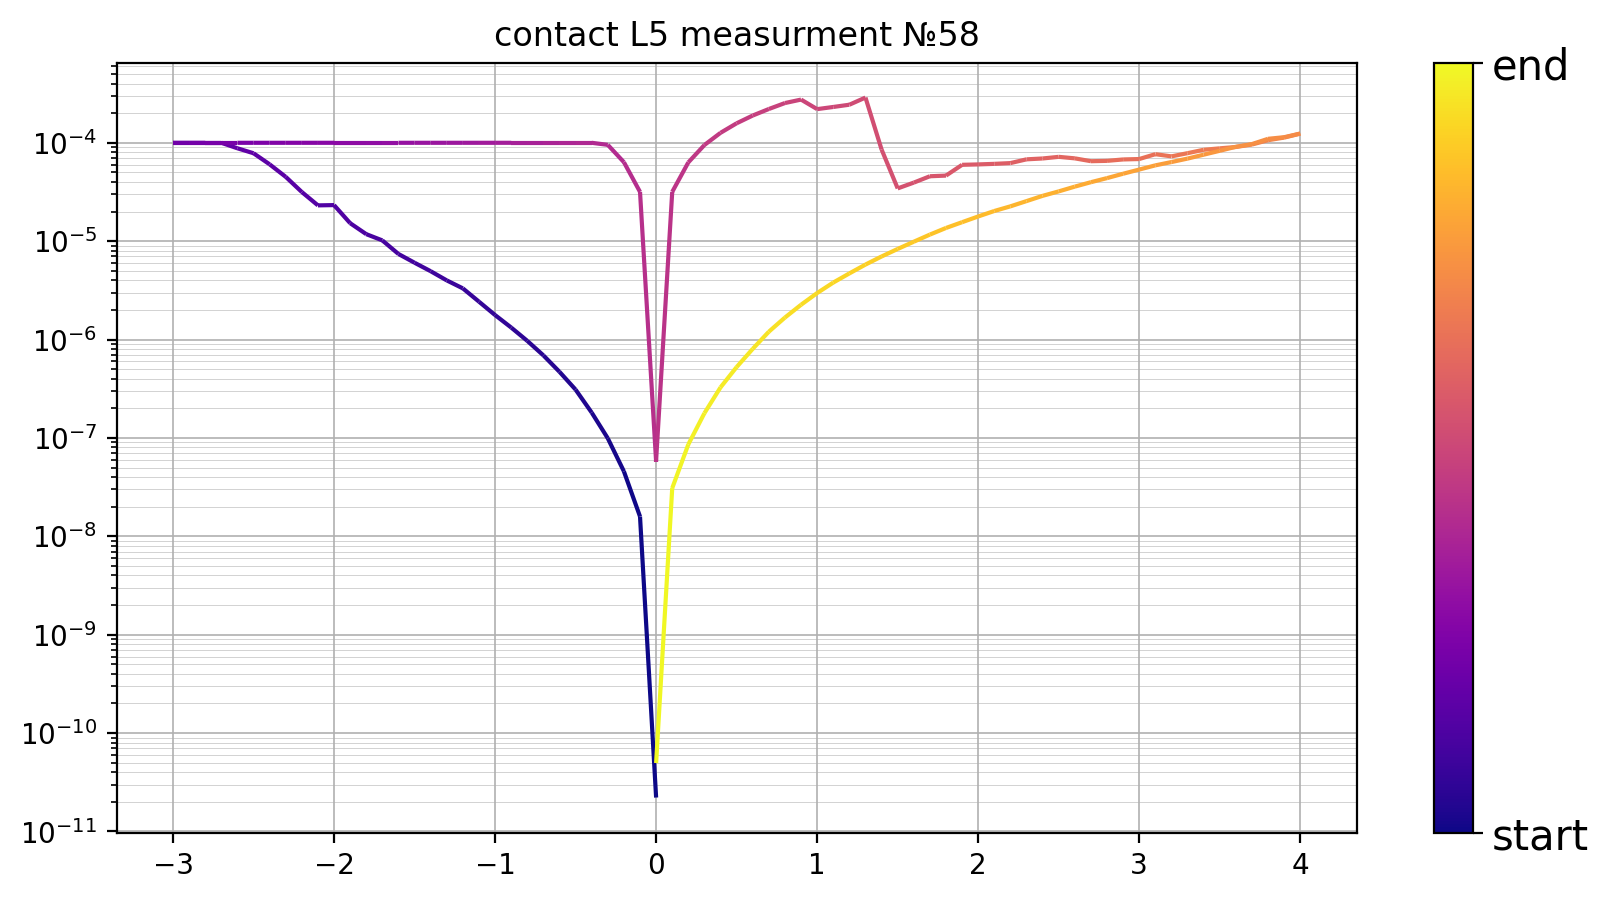 contact L5 measurment №58
10⁻⁴
10⁻⁵
10⁻⁶
10⁻⁷
10⁻⁸
10⁻⁹
10⁻¹⁰
10⁻¹¹
−3 −2 −1 0 1 2 3 4
end
start